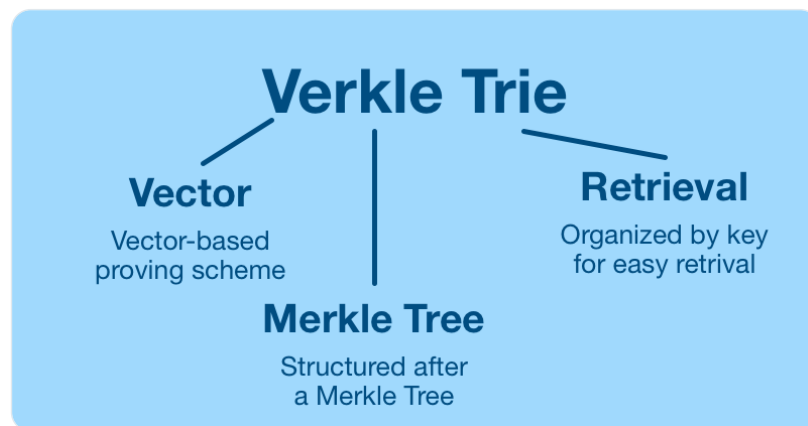 Verkle Trie
Vector
Vector-based
proving scheme
Retrieval
Organized by key
for easy retrival
Merkle Tree
Structured after
a Merkle Tree